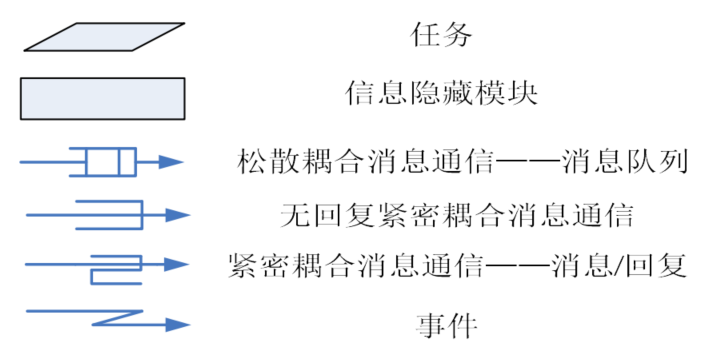 任务
信息隐藏模块
松散耦合消息通信——消息队列
无回复紧密耦合消息通信
紧密耦合消息通信——消息/回复
事件